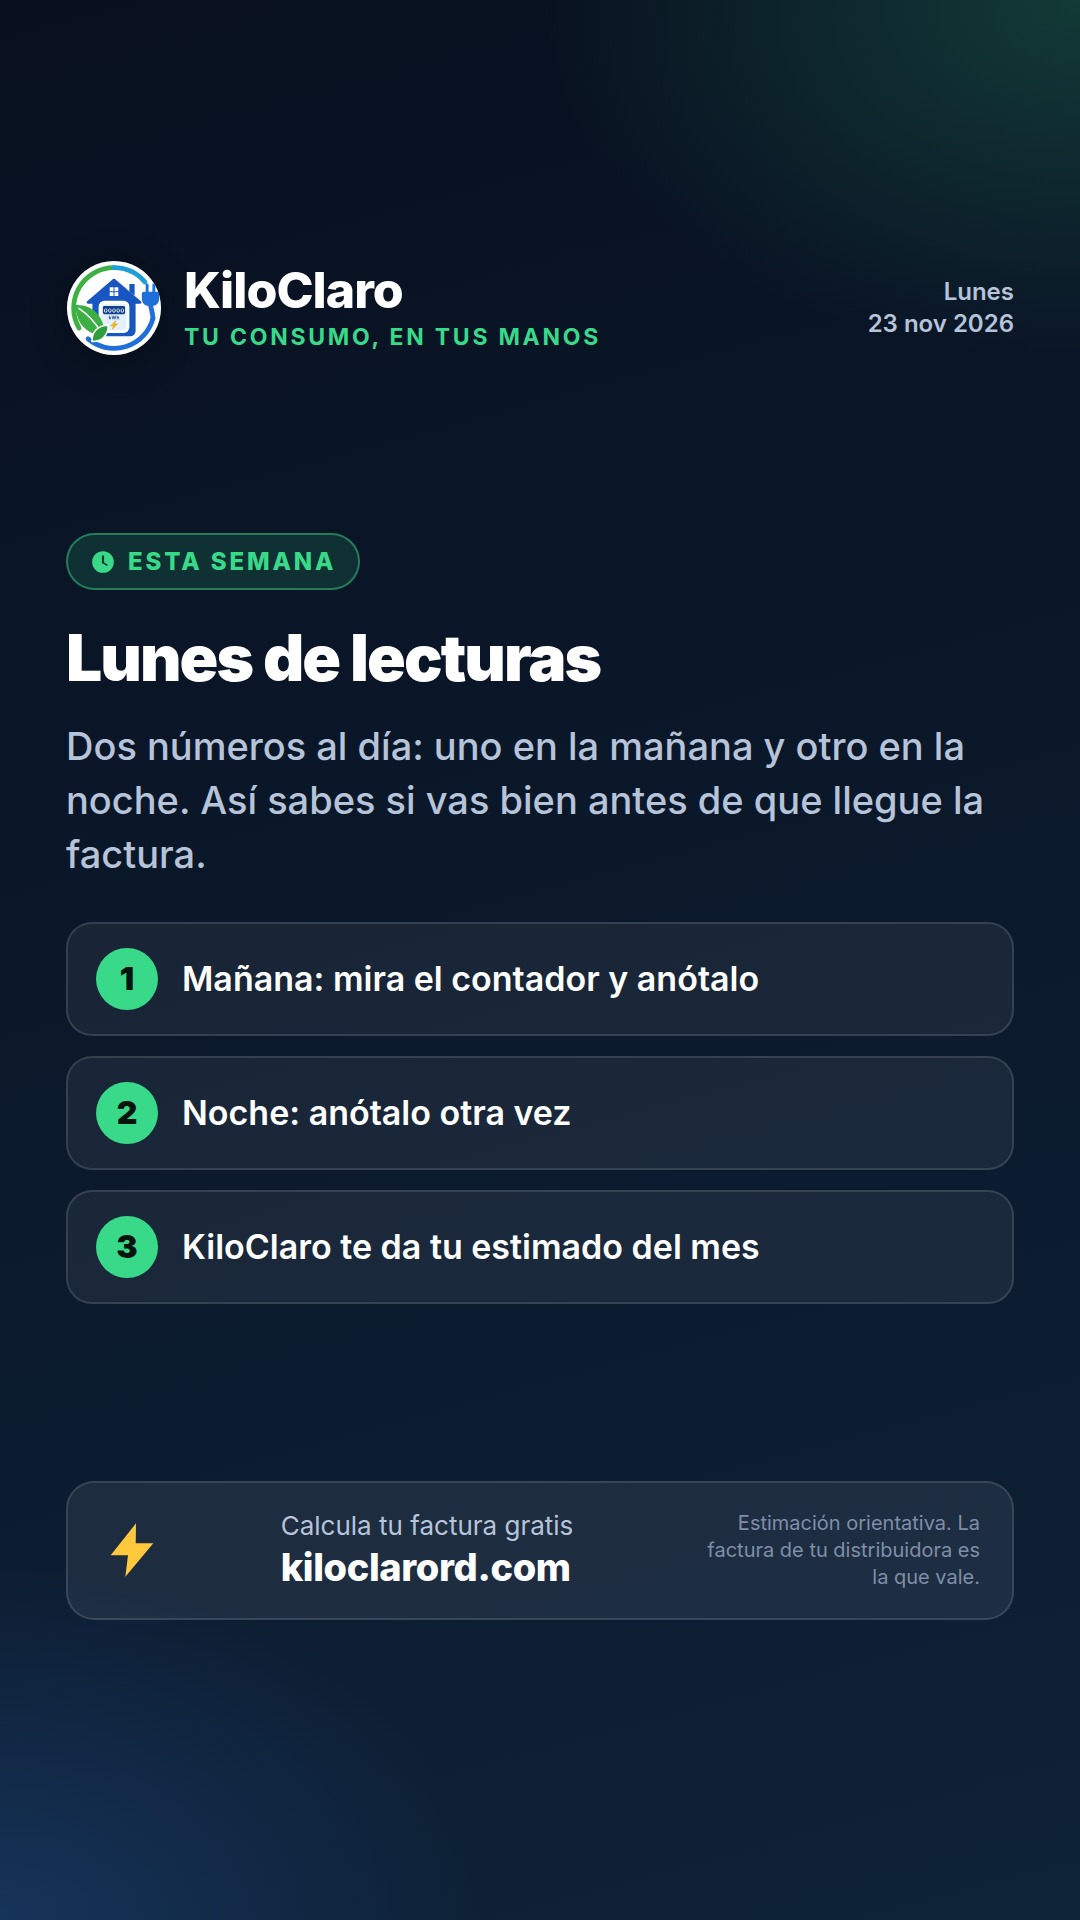 KiloClaro
TU CONSUMO, EN TUS MANOS
Lunes
23 nov 2026
ESTA SEMANA
Lunes de lecturas
Dos números al día: uno en la mañana y otro en la
noche. Así sabes si vas bien antes de que llegue la
factura.
1 Mañana: mira el contador y anótalo
2 Noche: anótalo otra vez
3 KiloClaro te da tu estimado del mes
Calcula tu factura gratis
kiloclarord.com
Estimación orientativa. La
factura de tu distribuidora es
la que vale.